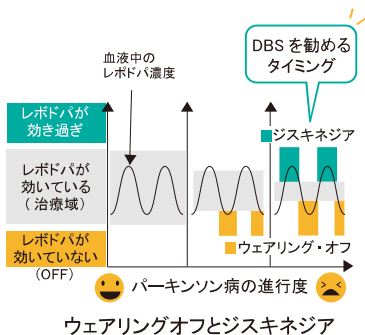 DBSを勧める
タイミング
血液中の
レボドパ濃度
レボドパが
効き過ぎ
ジスキネジア
レボドパが
効いている
（治療域）
レボドパが
効いていない
(OFF)
ウェアリング・オフ
パーキンソン病の進行度
ウェアリングオフとジスキネジア